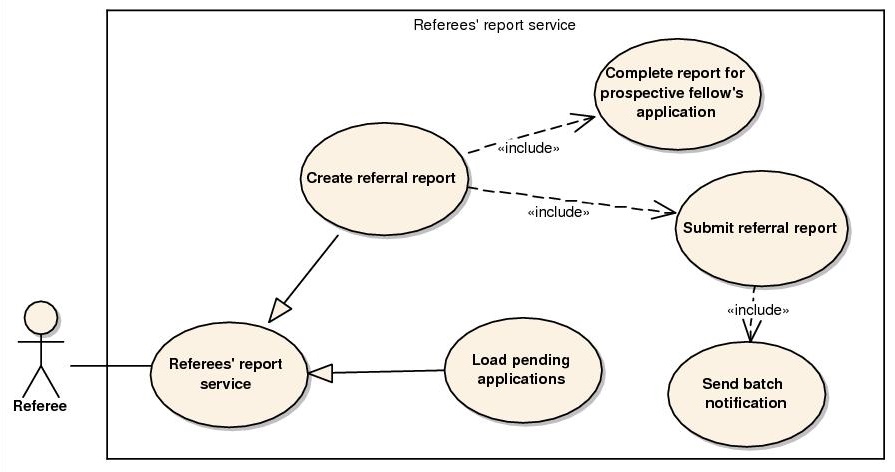 Referees' report service
Complete report for
prospective fellow's
application
«include»
Create referral report
«include»
Submit referral report
«include»
Referees' report
service
Load pending
applications
Send batch
notification
Referee